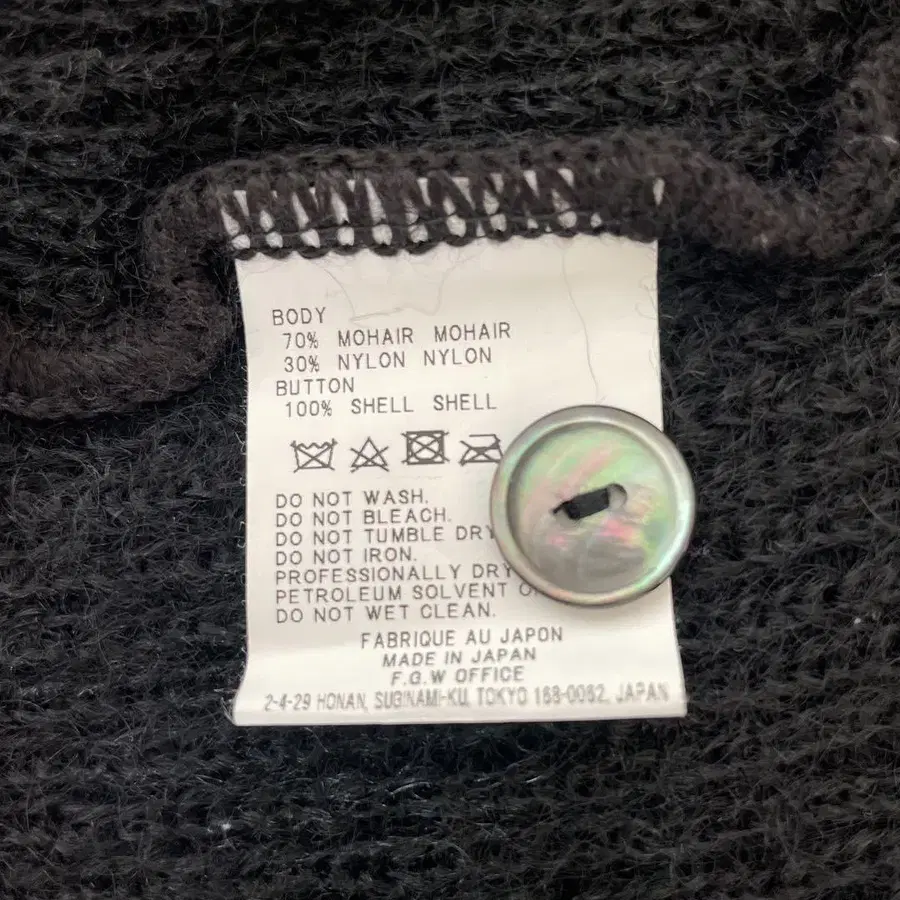 BODY
70% MOHAIR MOHAIR
30% NYLON NYLON
BUTTON
100% SHELL SHELL
DO NOT WASH.
DO NOT BLEACH.
DO NOT TUMBLE DRY
DO NOT IRON.
PROFESSIONALLY DRY
PETROLEUM SOLVENT
DO NOT WET CLEAN.
FABRIQUE AU JAPON
MADE IN JAPAN
F.G.W OFFICE
2-4-29 HONAN, SUGINAMI-KU, TOKYO 168-0062, JAPAN